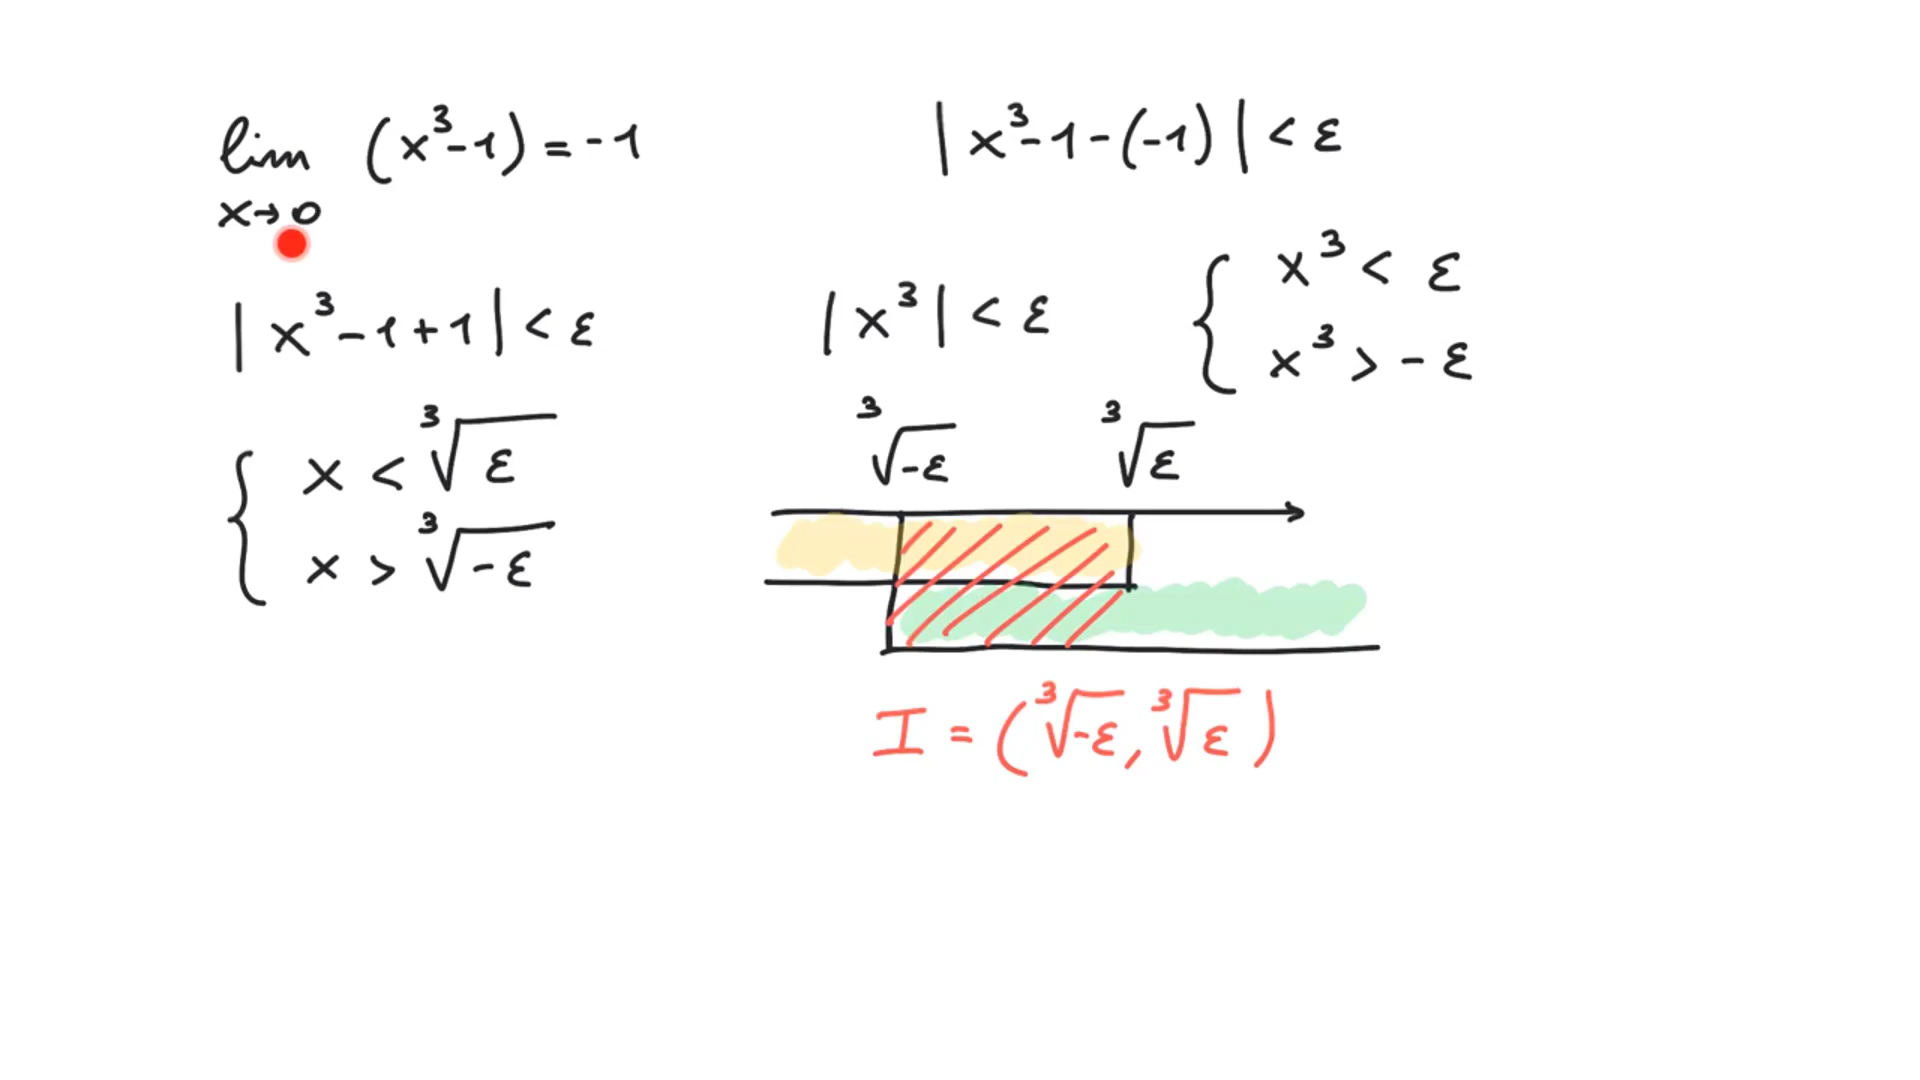 lim (x³-1) = -1
x→0
|x³-1-(-1)| < ε
|x³-1+1| < ε
|x³| < ε
{ x³ < ε
x³ > -ε
{ x < ∛ε
x > ∛-ε
∛-ε ∛ε
I = (∛-ε, ∛ε)